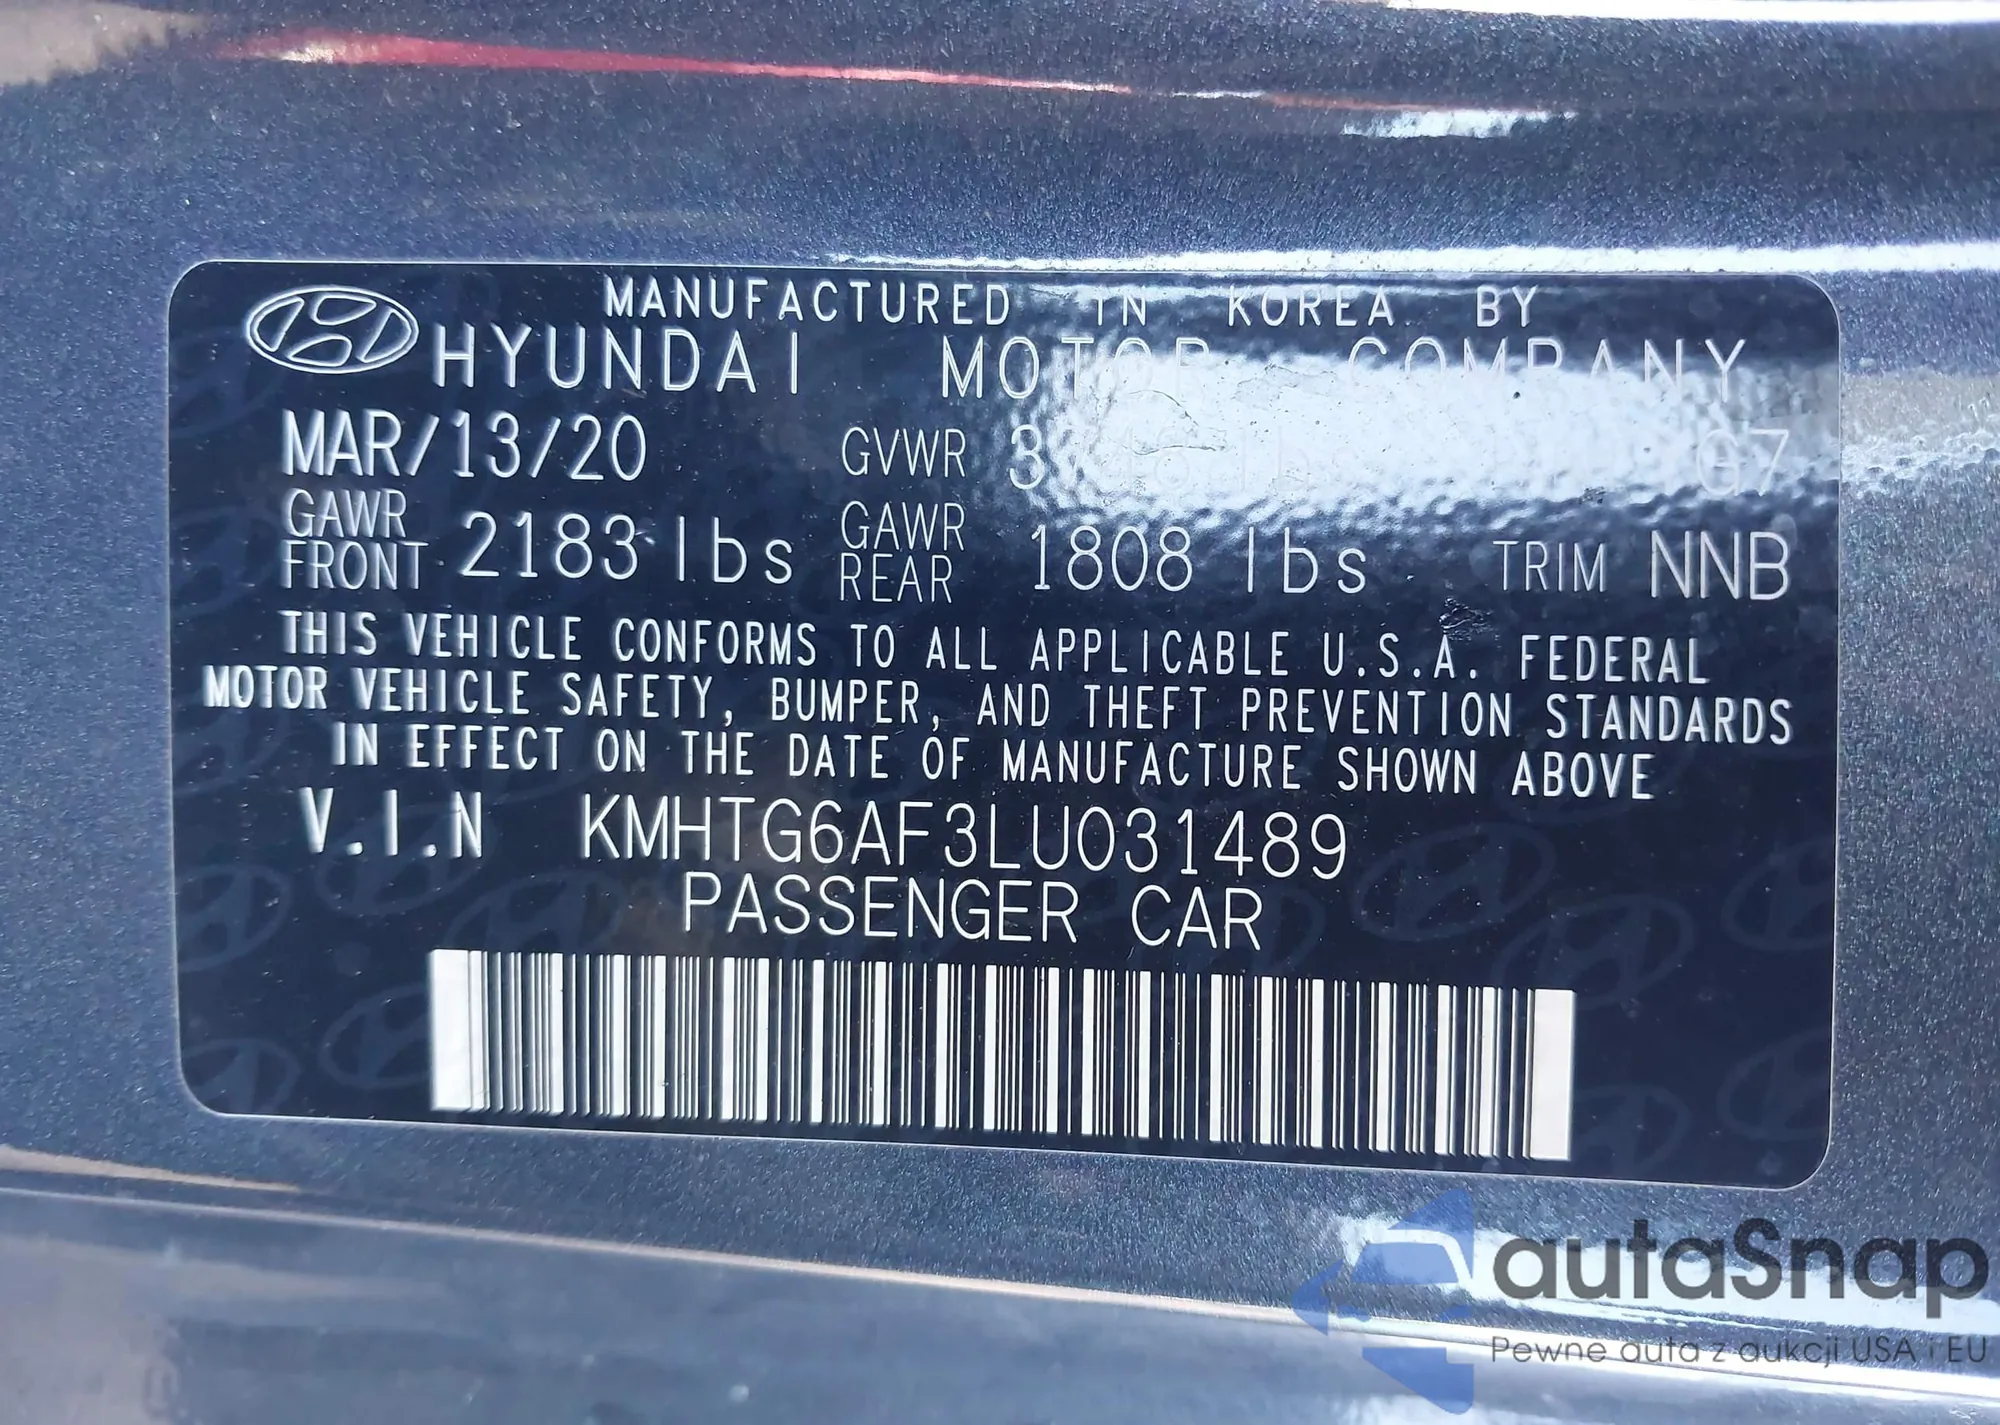 MANUFACTURED IN KOREA BY
HYUNDAI MOTOR COMPANY
MAR/13/20 GVWR G7
GAWR FRONT 2183 lbs GAWR REAR 1808 lbs TRIM NNB
THIS VEHICLE CONFORMS TO ALL APPLICABLE U.S.A. FEDERAL
MOTOR VEHICLE SAFETY, BUMPER, AND THEFT PREVENTION STANDARDS
IN EFFECT ON THE DATE OF MANUFACTURE SHOWN ABOVE
V.I.N KMHTG6AF3LU031489
PASSENGER CAR
autaSnap
Pewne auta z aukcji USA i EU